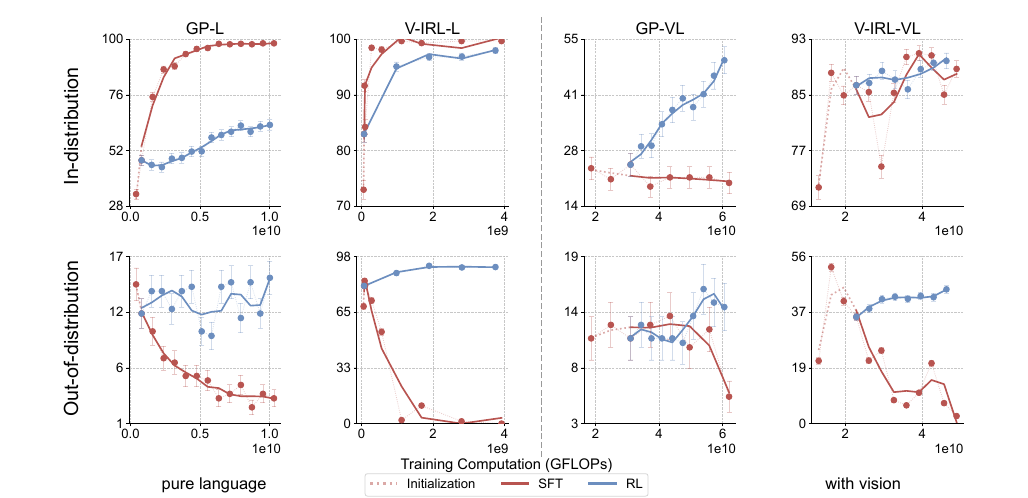 GP-L V-IRL-L GP-VL V-IRL-VL
In-distribution
100 76 52 28
0.0 0.5 1.0
1e10
100 90 80 70
0 2 4
1e9
55 41 28 14
2 4 6
1e10
93 85 77 69
2 4
1e10
Out-of-distribution
17 12 6 1
0.0 0.5 1.0
1e10
98 65 33 0
0 2 4
1e9
19 14 8 3
2 4 6
1e10
56 37 19 0
2 4
1e10
Training Computation (GFLOPs)
pure language Initialization SFT RL with vision